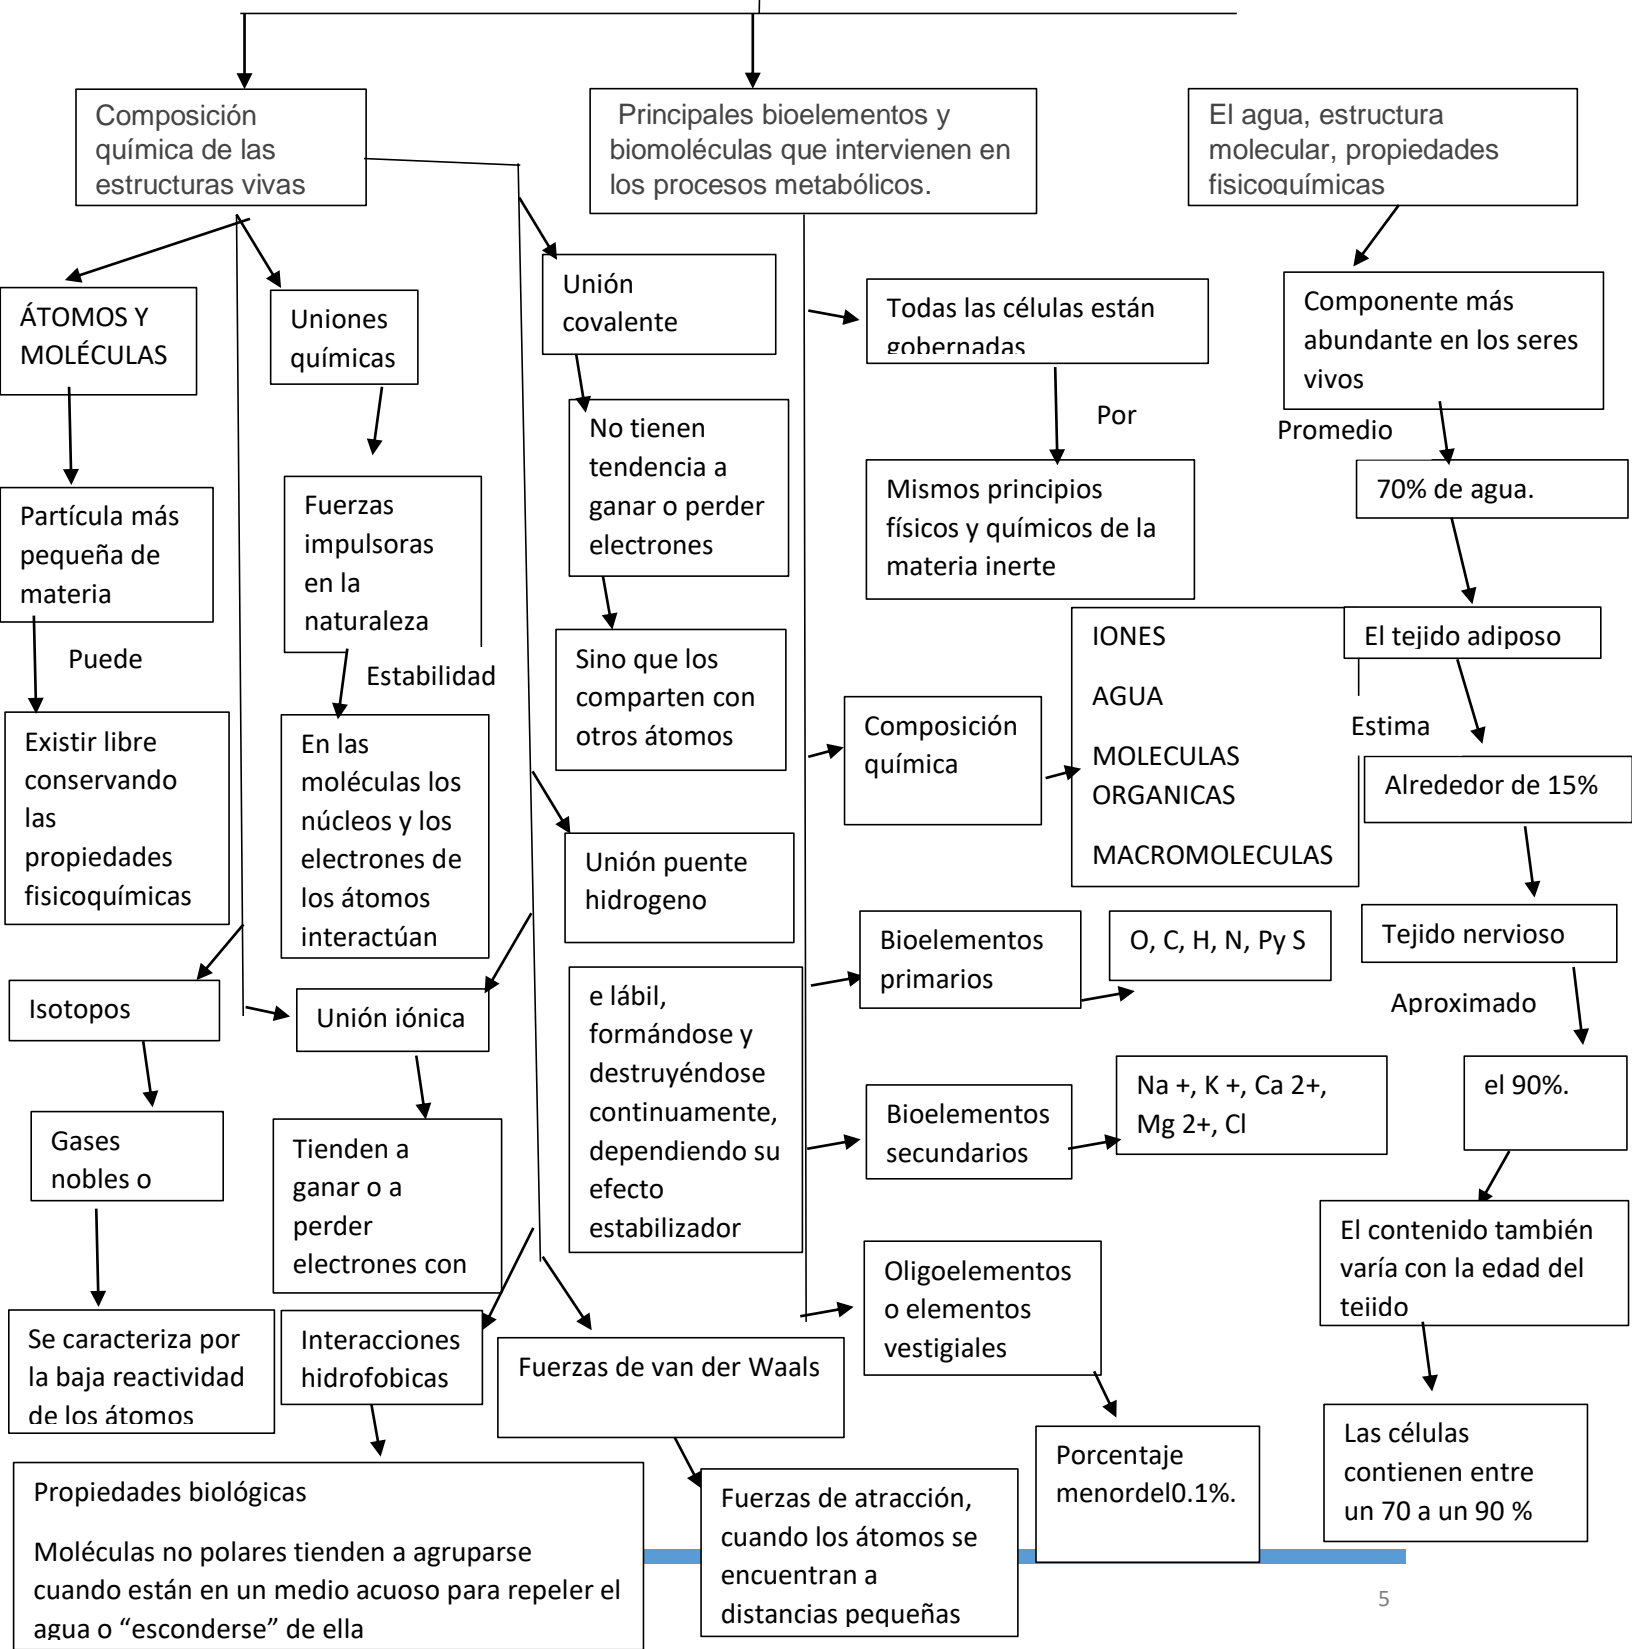 Composición
química de las
estructuras vivas
Principales bioelementos y
biomoléculas que intervienen en
los procesos metabólicos.
El agua, estructura
molecular, propiedades
fisicoquímicas
ÁTOMOS Y
MOLÉCULAS
Partícula más
pequeña de
materia
Puede
Existir libre
conservando
las
propiedades
fisicoquímicas
Isotopos
Gases
nobles o
Se caracteriza por
la baja reactividad
de los átomos
Uniones
químicas
Fuerzas
impulsoras
en la
naturaleza
Estabilidad
En las
moléculas los
núcleos y los
electrones de
los átomos
interactúan
Unión iónica
Tienden a
ganar o a
perder
electrones con
Interacciones
hidrofobicas
Propiedades biológicas
Moléculas no polares tienden a agruparse
cuando están en un medio acuoso para repeler el
agua o “esconderse” de ella
Unión
covalente
No tienen
tendencia a
ganar o perder
electrones
Sino que los
comparten con
otros átomos
Unión puente
hidrogeno
e lábil,
formándose y
destruyéndose
continuamente,
dependiendo su
efecto
estabilizador
Fuerzas de van der Waals
Fuerzas de atracción,
cuando los átomos se
encuentran a
distancias pequeñas
Todas las células están
gobernadas
Por
Mismos principios
físicos y químicos de la
materia inerte
Composición
química
IONES
AGUA
MOLECULAS
ORGANICAS
MACROMOLECULAS
Bioelementos
primarios
O, C, H, N, Py S
Bioelementos
secundarios
Na +, K +, Ca 2+,
Mg 2+, Cl
Oligoelementos
o elementos
vestigiales
Porcentaje
menordel0.1%.
Componente más
abundante en los seres
vivos
Promedio
70% de agua.
El tejido adiposo
Estima
Alrededor de 15%
Tejido nervioso
Aproximado
el 90%.
El contenido también
varía con la edad del
tejido
Las células
contienen entre
un 70 a un 90 %
5